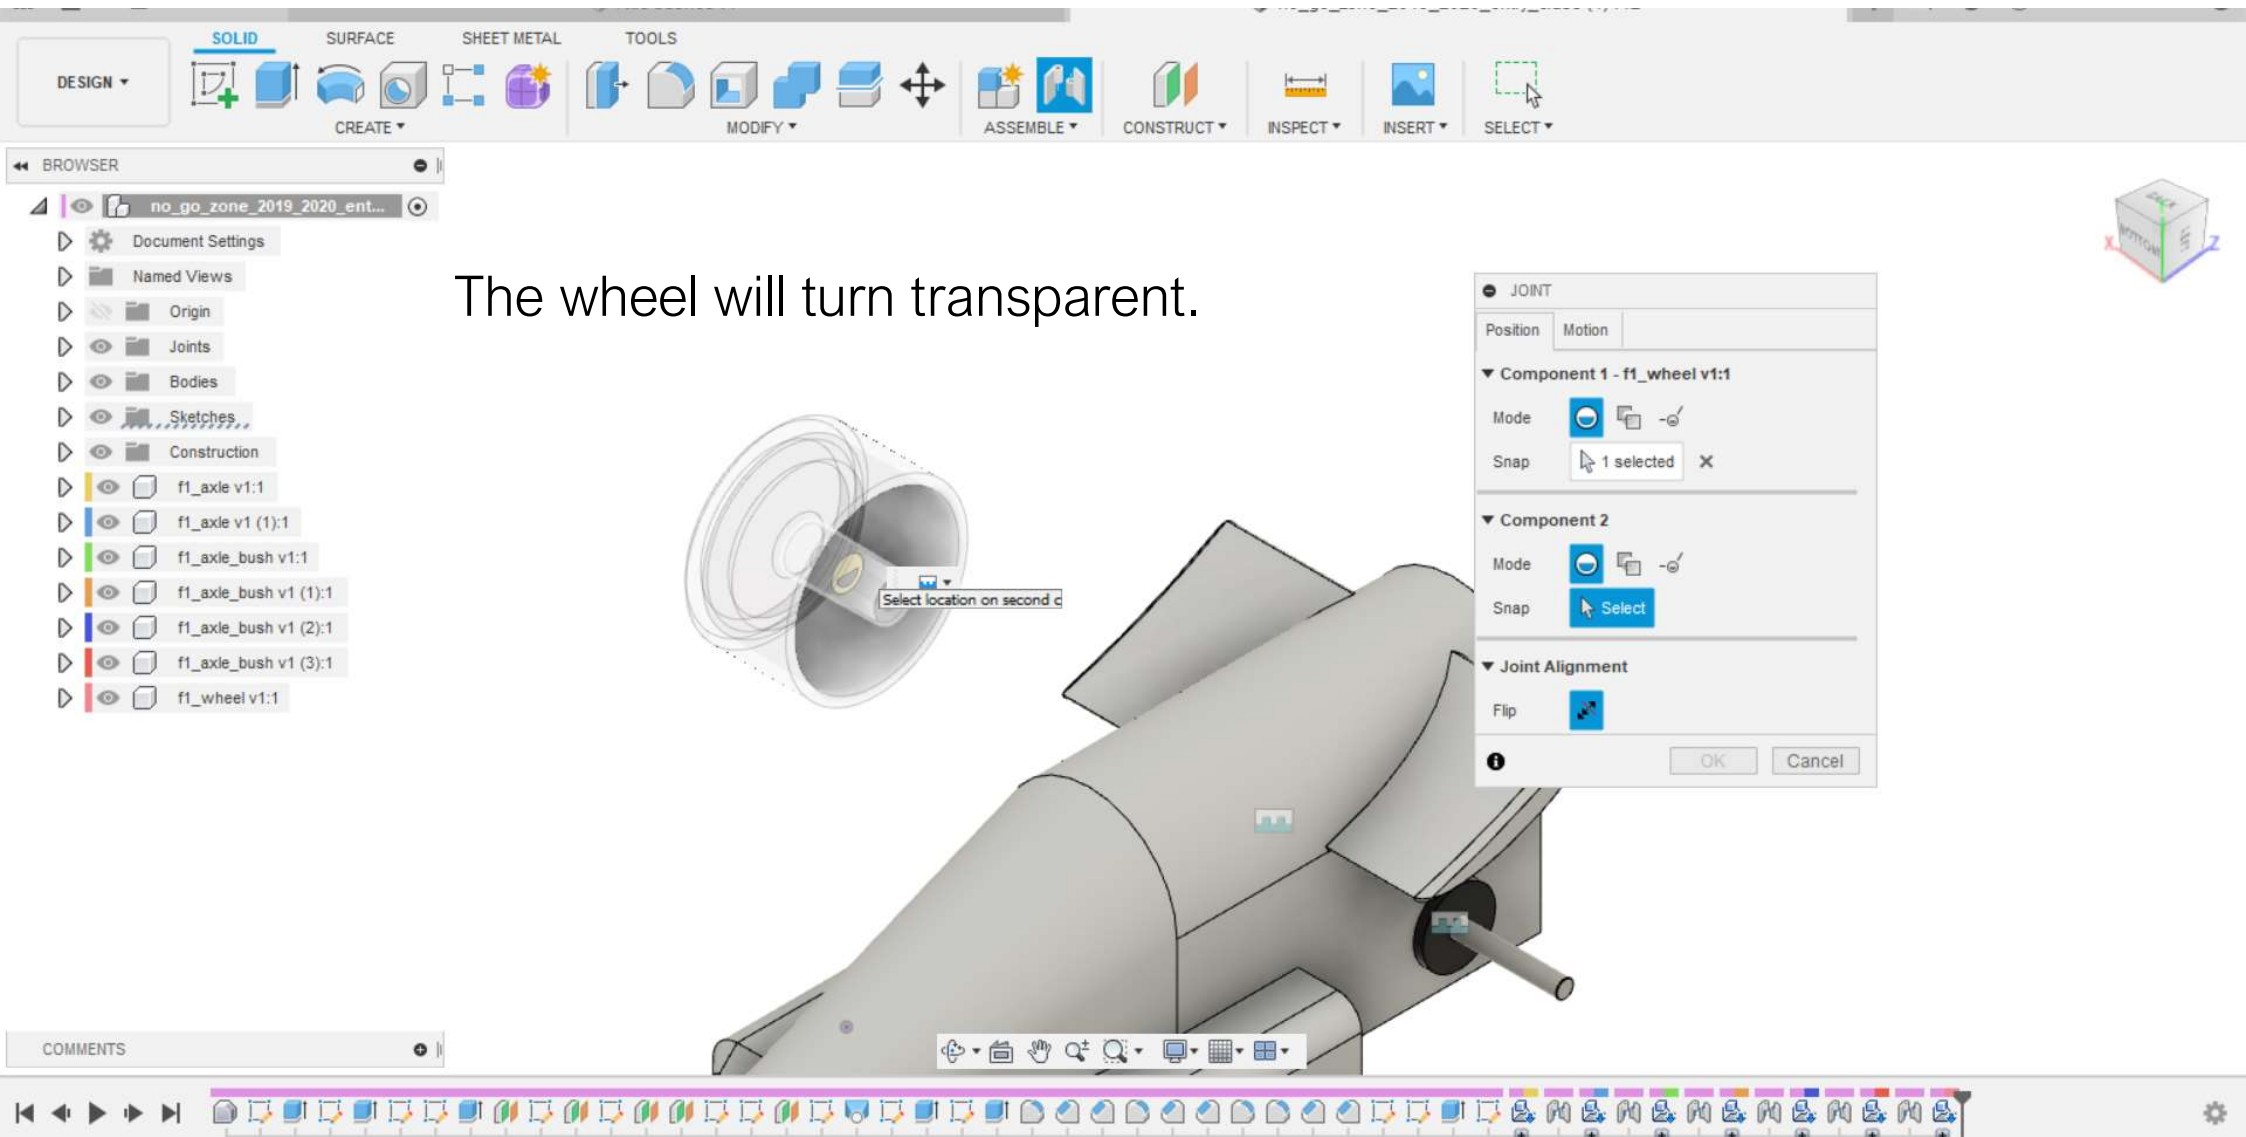 SOLID SURFACE SHEET METAL TOOLS
DESIGN
CREATE MODIFY ASSEMBLE CONSTRUCT INSPECT INSERT SELECT
BROWSER
no_go_zone_2019_2020_ent...
Document Settings
Named Views
Origin
Joints
Bodies
Sketches
Construction
f1_axle v1:1
f1_axle v1 (1):1
f1_axle_bush v1:1
f1_axle_bush v1 (1):1
f1_axle_bush v1 (2):1
f1_axle_bush v1 (3):1
f1_wheel v1:1
The wheel will turn transparent.
Select location on second c
BACK
BOTTOM
X
Y
Z
JOINT
Position Motion
Component 1 - f1_wheel v1:1
Mode
Snap 1 selected
Component 2
Mode
Snap Select
Joint Alignment
Flip
OK Cancel
COMMENTS